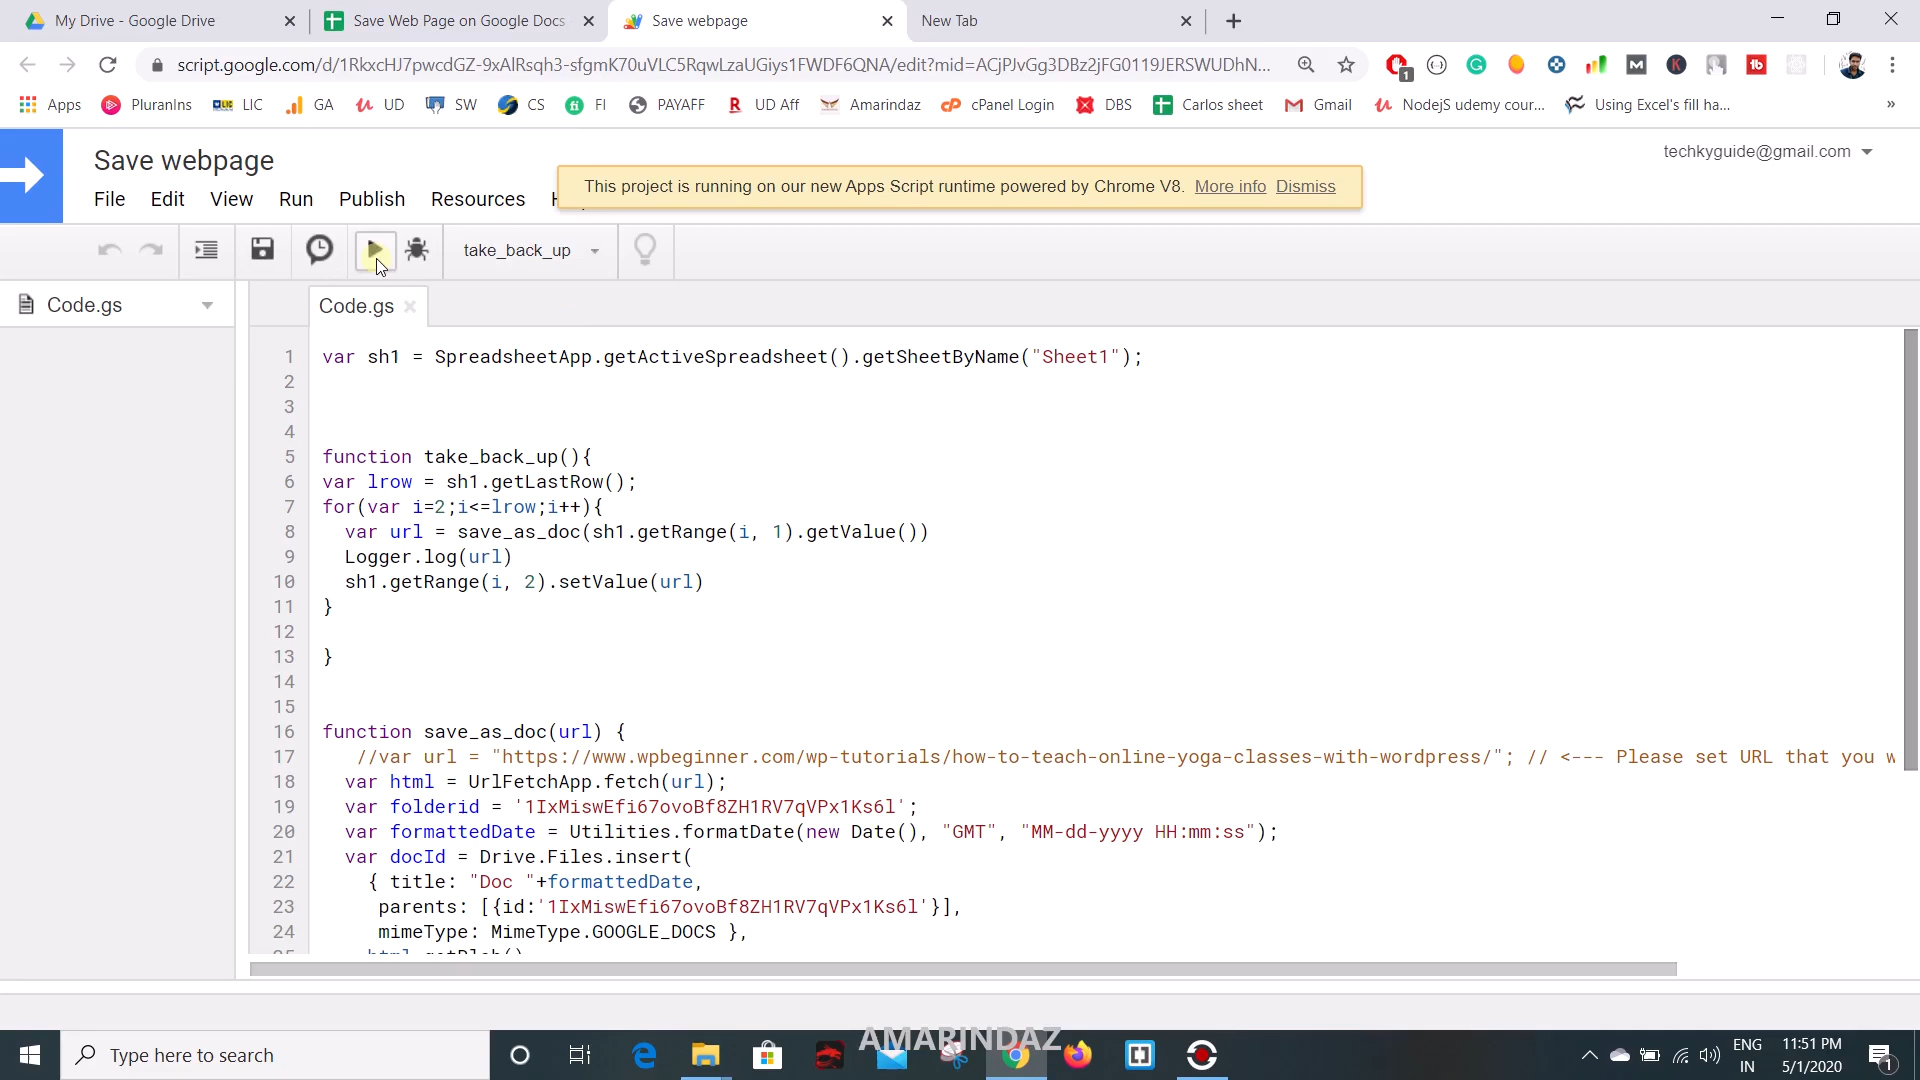 My Drive - Google Drive
Save Web Page on Google Docs
Save webpage
New Tab
script.google.com/d/1RkxcHJ7pwcdGZ-9xAlRsqh3-sfgmK70uVLC5RqwLzaUGiys1FWDF6QNA/edit?mid=ACjPJvGg3DBz2jFG0119JERSWUDhN...
1
Apps
PluranIns
LIC
GA
UD
SW
CS
FI
PAYAFF
UD Aff
Amarindaz
cPanel Login
DBS
Carlos sheet
Gmail
NodejS udemy cour...
Using Excel's fill ha...
»
Save webpage
techkyguide@gmail.com
This project is running on our new Apps Script runtime powered by Chrome V8. More info Dismiss
File Edit View Run Publish Resources
take_back_up
Code.gs
Code.gs
1 var sh1 = SpreadsheetApp.getActiveSpreadsheet().getSheetByName("Sheet1");
2
3
4
5 function take_back_up(){
6 var lrow = sh1.getLastRow();
7 for(var i=2;i<=lrow;i++){
8 var url = save_as_doc(sh1.getRange(i, 1).getValue())
9 Logger.log(url)
10 sh1.getRange(i, 2).setValue(url)
11 }
12
13 }
14
15
16 function save_as_doc(url) {
17 //var url = "https://www.wpbeginner.com/wp-tutorials/how-to-teach-online-yoga-classes-with-wordpress/"; // <--- Please set URL that you w
18 var html = UrlFetchApp.fetch(url);
19 var folderid = '1IxMiswEfi67ovoBf8ZH1RV7qVPx1Ks6l';
20 var formattedDate = Utilities.formatDate(new Date(), "GMT", "MM-dd-yyyy HH:mm:ss");
21 var docId = Drive.Files.insert(
22 { title: "Doc "+formattedDate,
23 parents: [{id:'1IxMiswEfi67ovoBf8ZH1RV7qVPx1Ks6l'}],
24 mimeType: MimeType.GOOGLE_DOCS },
AMARINDAZ
Type here to search
ENG
IN
11:51 PM
5/1/2020
1